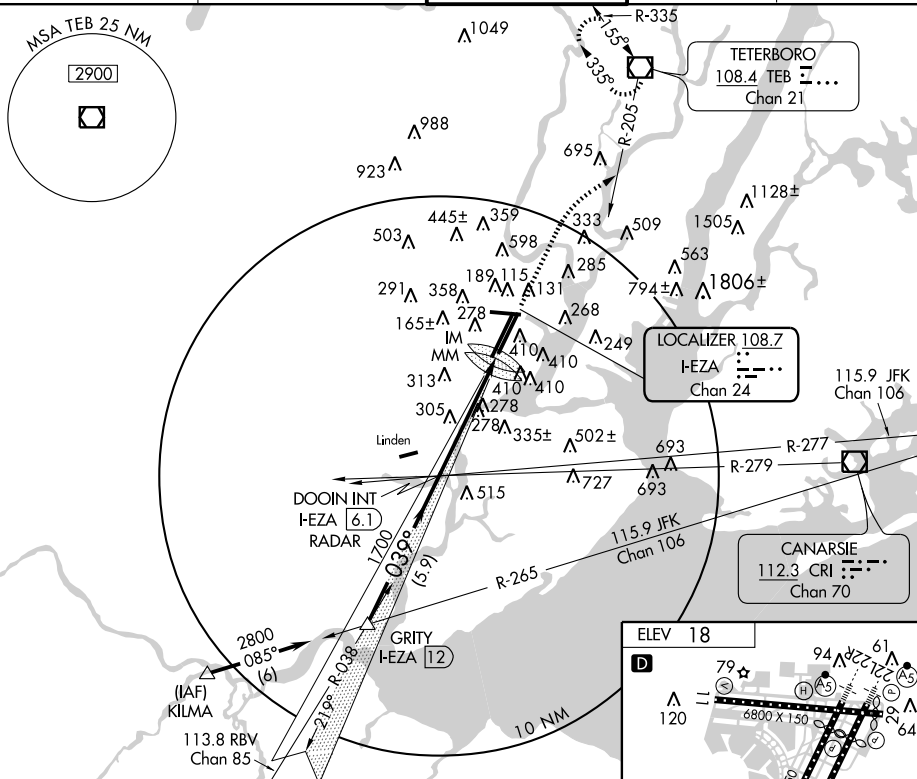 MSA TEB 25 NM
2900
1049
R-335
155°
335°
TETERBORO
108.4 TEB
Chan 21
R-205
988
923
695
1128±
1505
445±
359
503
598
333
509
563
285
794±
1806±
291
358
189
115
131
165±
278
268
249
IM
MM
410
410
410
410
313
LOCALIZER 108.7
I-EZA
Chan 24
115.9 JFK
Chan 106
305
278
278
335±
502±
693
R-277
R-279
Linden
727
693
515
DOOIN INT
I-EZA 6.1
RADAR
1700
039°
(5.9)
115.9 JFK
Chan 106
R-265
CANARSIE
112.3 CRI
Chan 70
GRITY
I-EZA 12
2800
085°
(6)
(IAF)
KILMA
219°
R-038
113.8 RBV
Chan 85
10 NM
ELEV 18
D
79
V
H
A5
94
22R
22L
61
P
A5
29
64
120
11
6800 X 150
P
P